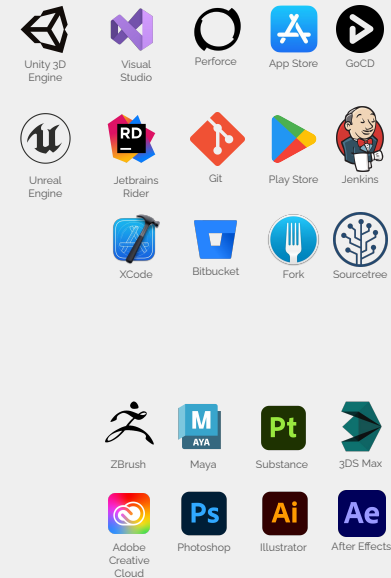 Unity 3D
Engine
Visual
Studio
Perforce
App Store
GoCD
RD
Unreal
Engine
Jetbrains
Rider
Git
Play Store
Jenkins
XCode
Bitbucket
Fork
Sourcetree
M
AYA
Pt
ZBrush
Maya
Substance
3DS Max
Ps
Ai
Ae
Adobe
Creative
Cloud
Photoshop
Illustrator
After Effects